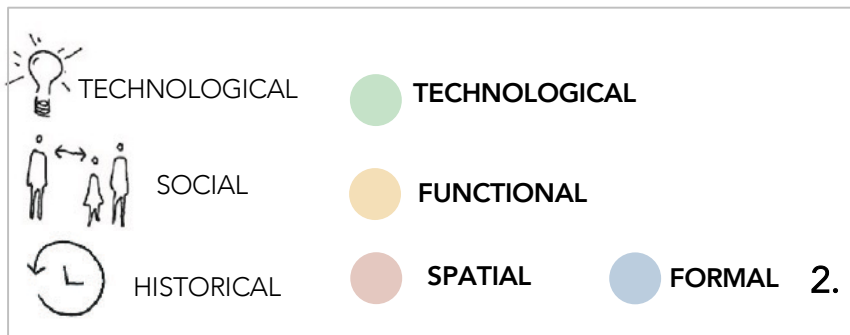 TECHNOLOGICAL TECHNOLOGICAL
SOCIAL FUNCTIONAL
HISTORICAL SPATIAL FORMAL 2.